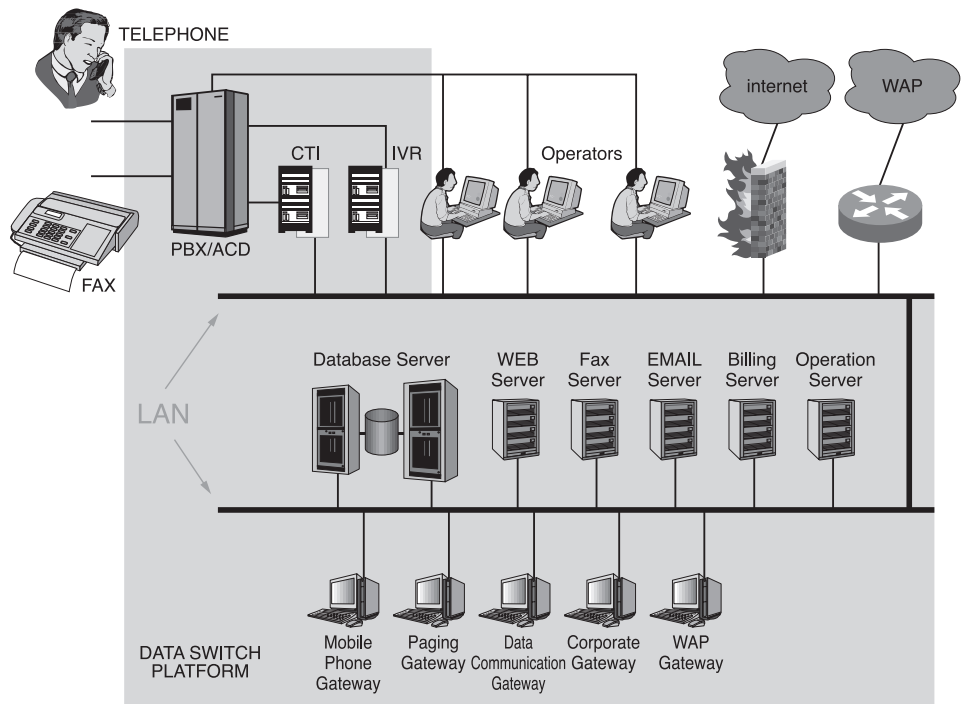 TELEPHONE
internet
WAP
CTI
IVR
Operators
PBX/ACD
FAX
Database Server
WEB
Server
Fax
Server
EMAIL
Server
Billing
Server
Operation
Server
LAN
Mobile
Phone
Gateway
Paging
Gateway
Data
Communication
Gateway
Corporate
Gateway
WAP
Gateway
DATA SWITCH
PLATFORM